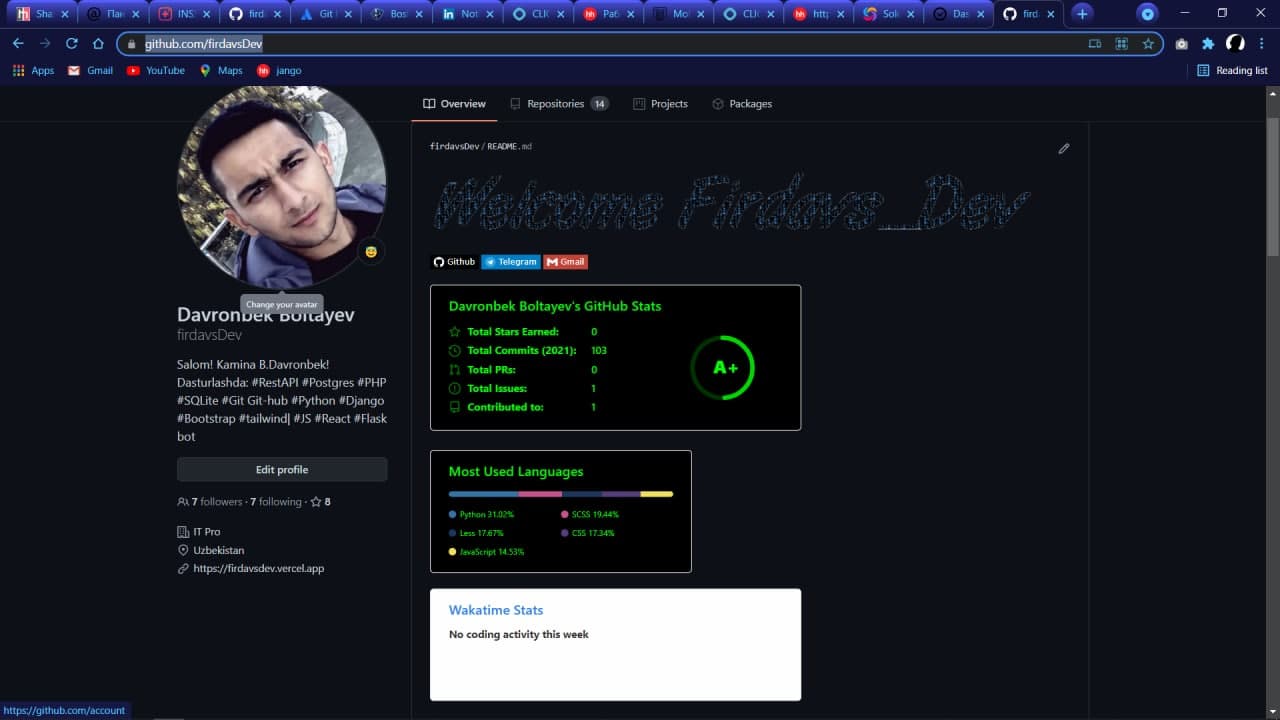 Sha
Flai
INS
fird
Git
Bos
Not
CLIC
Раб
Mo
CLIC
http
Solo
Das
fird
github.com/firdavsDev
Apps
Gmail
YouTube
Maps
jango
Reading list
Overview
Repositories 14
Projects
Packages
firdavsDev/README.md
Welcome Firdavs_Dev
Github
Telegram
Gmail
Change your avatar
Davronbek Boltayev
firdavsDev
Salom! Kamina B.Davronbek!
Dasturlashda: #RestAPI #Postgres #PHP
#SQLite #Git Git-hub #Python #Django
#Bootstrap #tailwind| #JS #React #Flask
bot
Edit profile
7 followers · 7 following · 8
IT Pro
Uzbekistan
https://firdavsdev.vercel.app
Davronbek Boltayev's GitHub Stats
Total Stars Earned: 0
Total Commits (2021): 103
Total PRs: 0
Total Issues: 1
Contributed to: 1
A+
Most Used Languages
Python 31.02%
SCSS 19.44%
Less 17.67%
CSS 17.34%
JavaScript 14.53%
Wakatime Stats
No coding activity this week
https://github.com/account